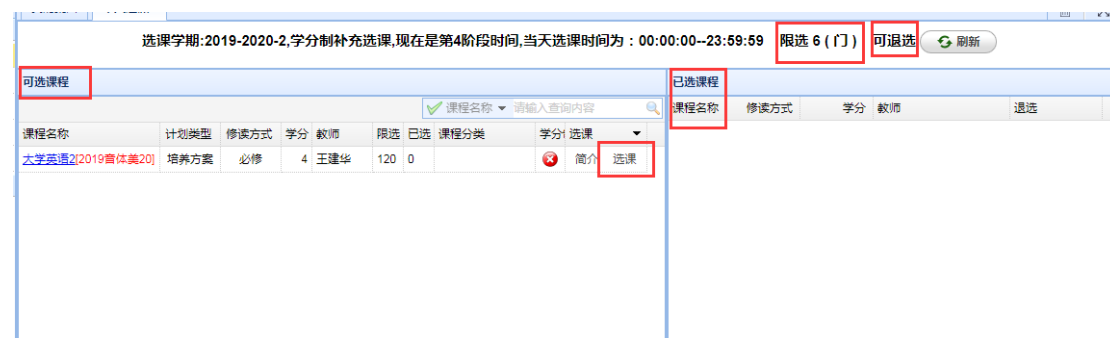 选课学期:2019-2020-2,学分制补充选课,现在是第4阶段时间,当天选课时间为：00:00:00--23:59:59 限选 6 ( 门 ) 可退选 刷新
可选课程 已选课程
课程名称 请输入查询内容 课程名称 修读方式 学分 教师 退选
课程名称 计划类型 修读方式 学分 教师 限选 已选 课程分类 学分 选课
大学英语2[2019音体美20] 培养方案 必修 4 王建华 120 0 简介 选课